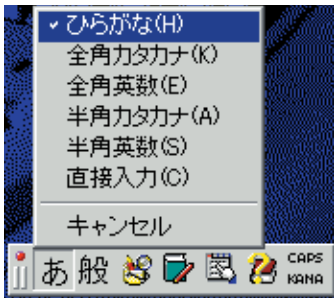 ひらがな(H)
全角カタカナ(K)
全角英数(E)
半角カタカナ(A)
半角英数(S)
直接入力(C)
キャンセル
あ 般 CAPS
KANA